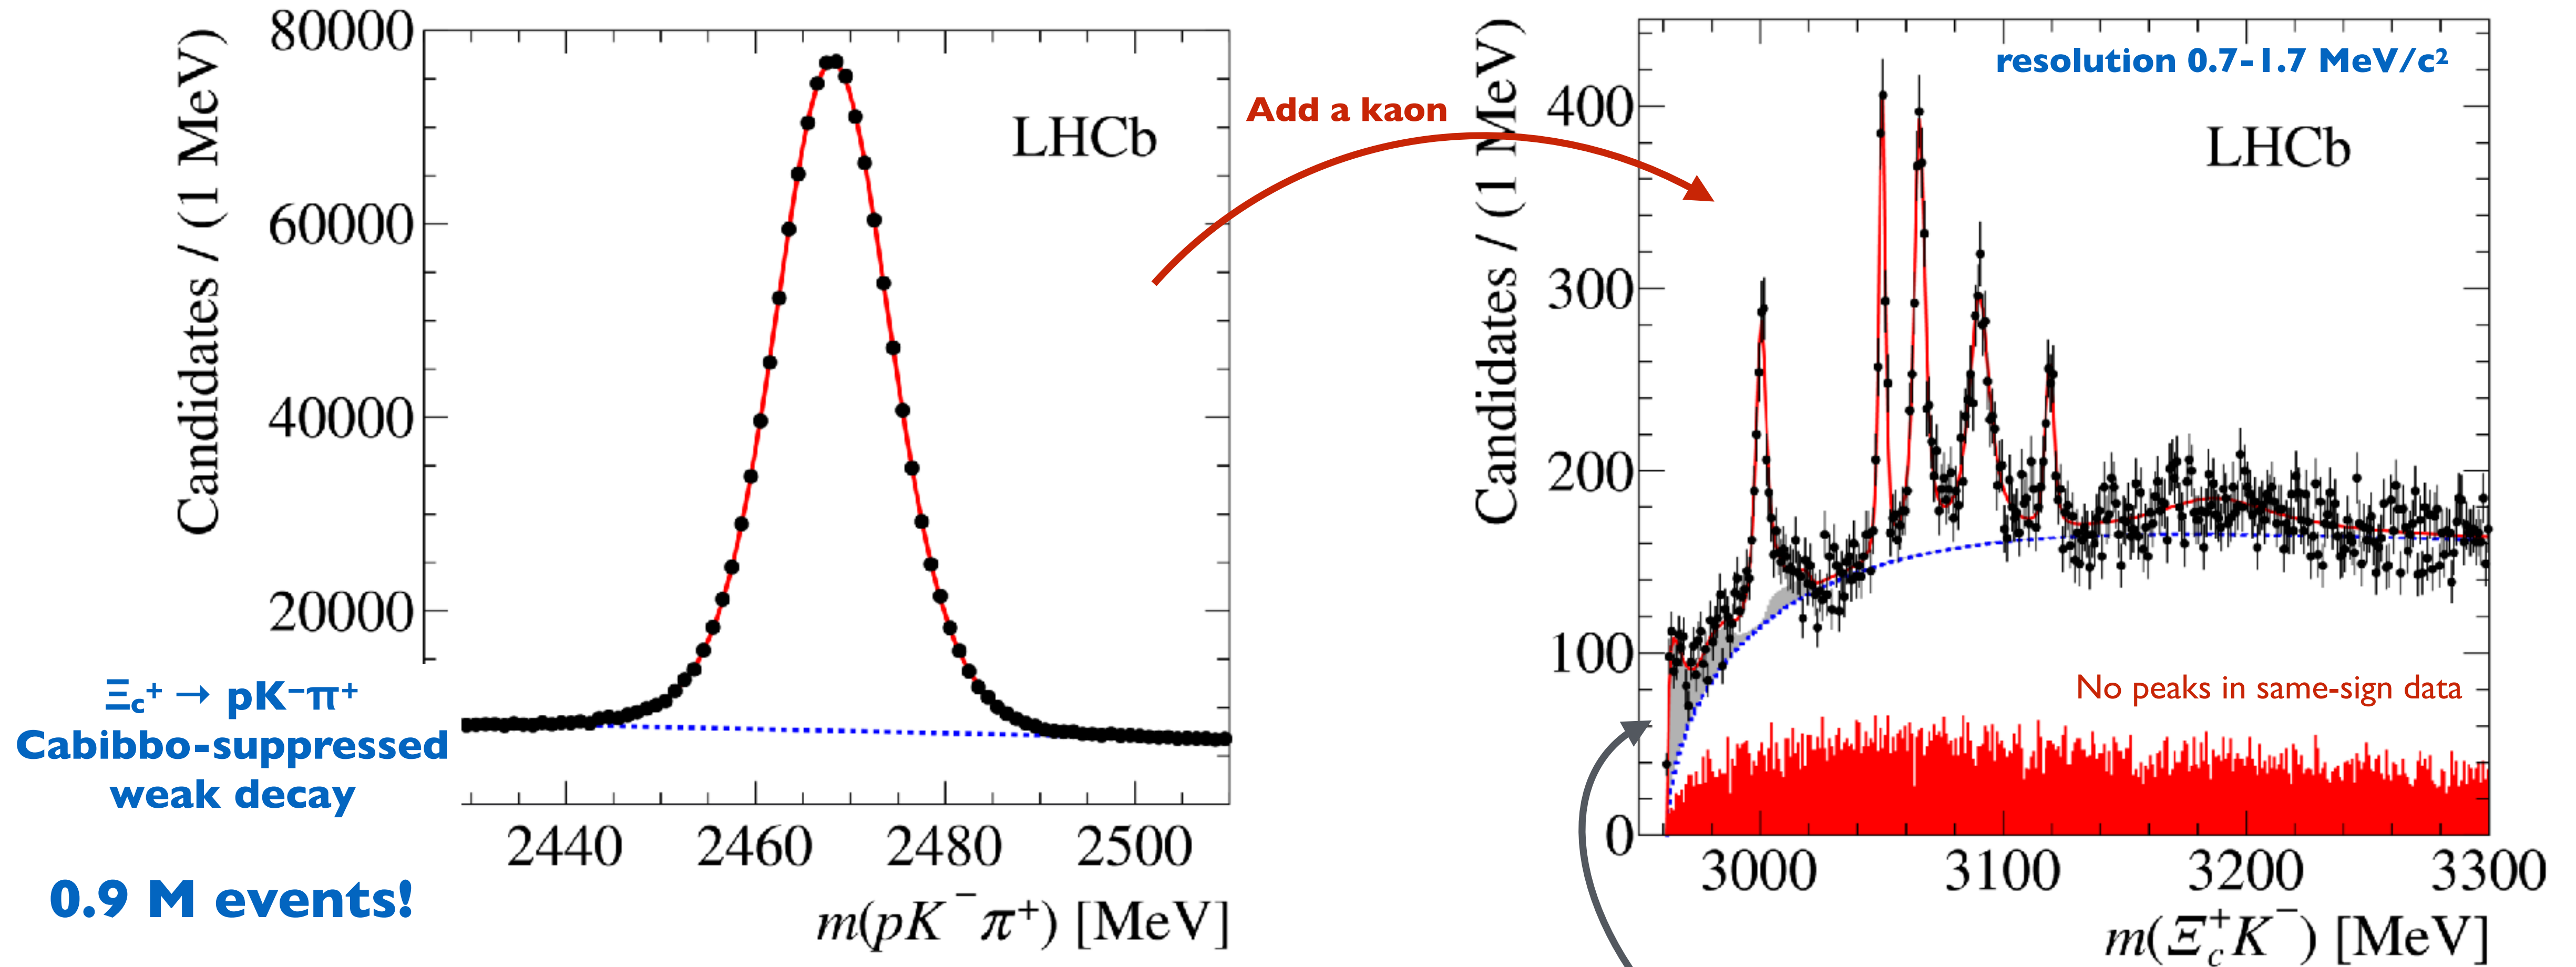 Candidates / (1 MeV)
80000
60000
40000
20000
LHCb
Ξc⁺ → pK⁻π⁺
Cabibbo-suppressed
weak decay
0.9 M events!
2440 2460 2480 2500
m(pK⁻π⁺) [MeV]
Add a kaon
Candidates / (1 MeV)
400
300
200
100
0
resolution 0.7-1.7 MeV/c²
LHCb
No peaks in same-sign data
3000 3100 3200 3300
m(Ξc⁺K⁻) [MeV]